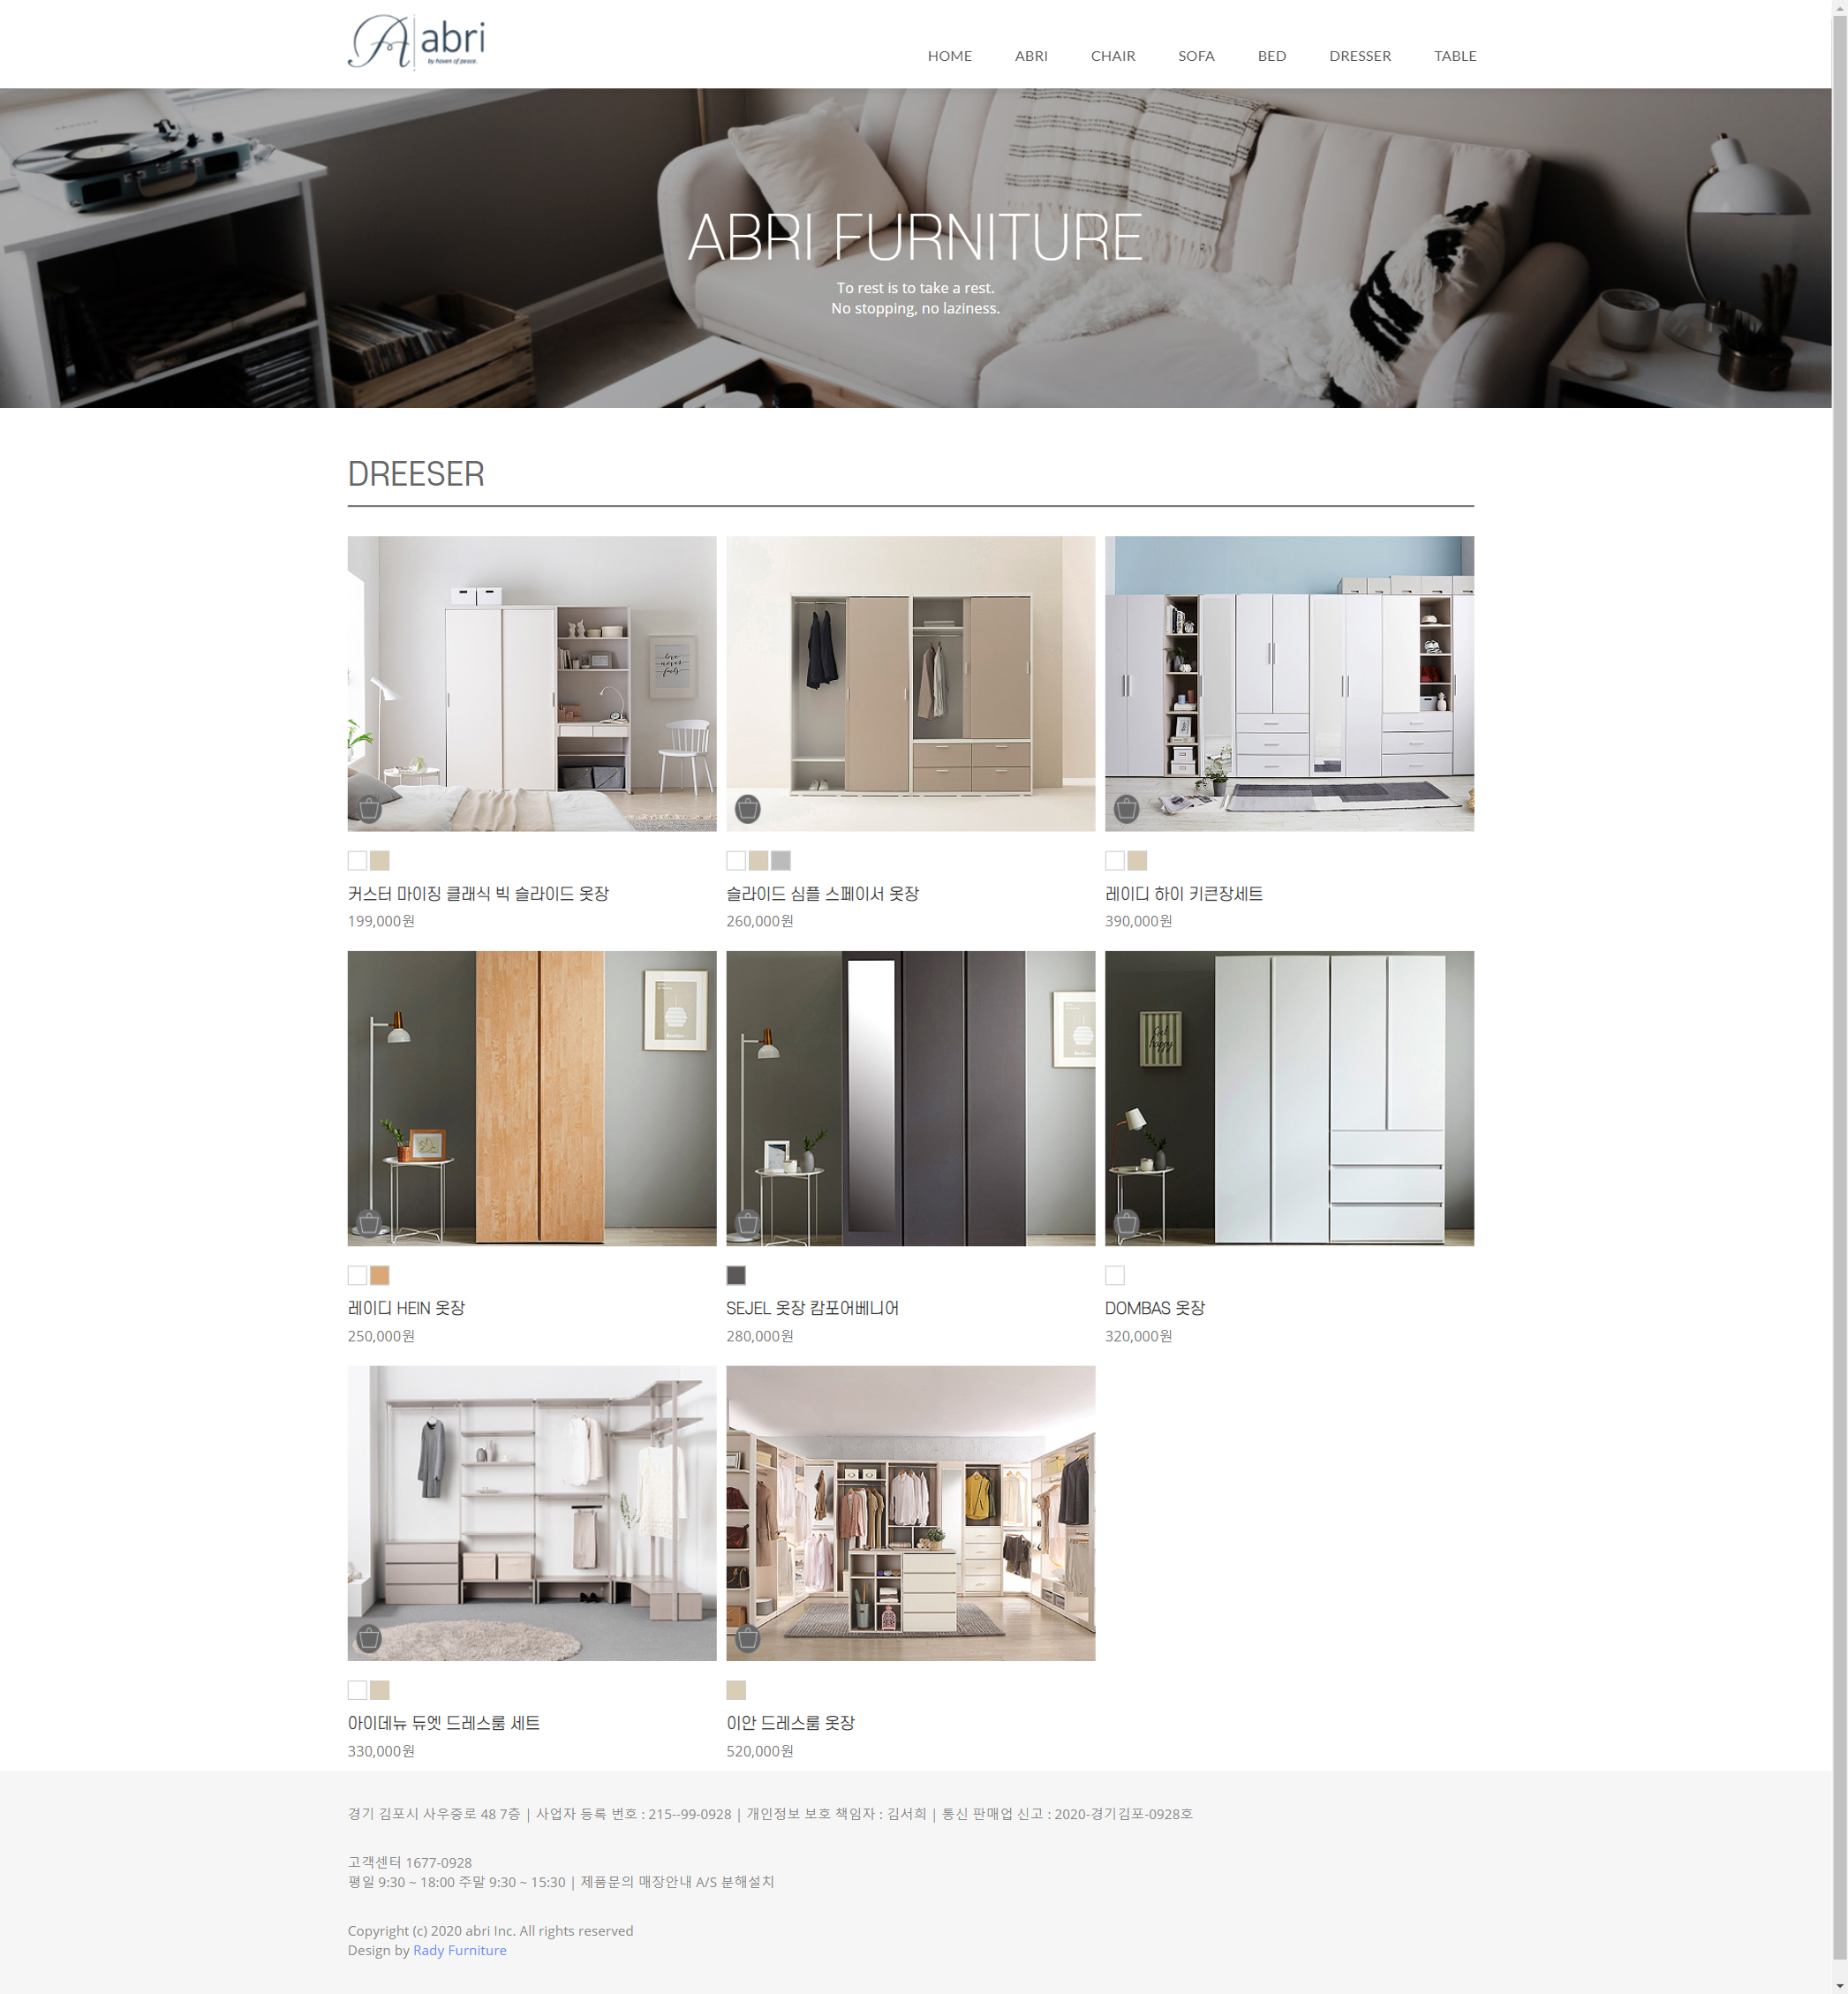 A abri
by haven of peace.
HOME ABRI CHAIR SOFA BED DRESSER TABLE
ABRI FURNITURE
To rest is to take a rest.
No stopping, no laziness.
DREESER
love never fails
커스터 마이징 클래식 빅 슬라이드 옷장
199,000원
슬라이드 심플 스페이서 옷장
260,000원
레이디 하이 키큰장세트
390,000원
Get happy
레이디 HEIN 옷장
250,000원
SEJEL 옷장 캄포어베니어
280,000원
DOMBAS 옷장
320,000원
아이데뉴 듀엣 드레스룸 세트
330,000원
이안 드레스룸 옷장
520,000원
경기 김포시 사우중로 48 7층 | 사업자 등록 번호 : 215--99-0928 | 개인정보 보호 책임자 : 김서희 | 통신 판매업 신고 : 2020-경기김포-0928호
고객센터 1677-0928
평일 9:30 ~ 18:00 주말 9:30 ~ 15:30 | 제품문의 매장안내 A/S 분해설치
Copyright (c) 2020 abri Inc. All rights reserved
Design by Rady Furniture